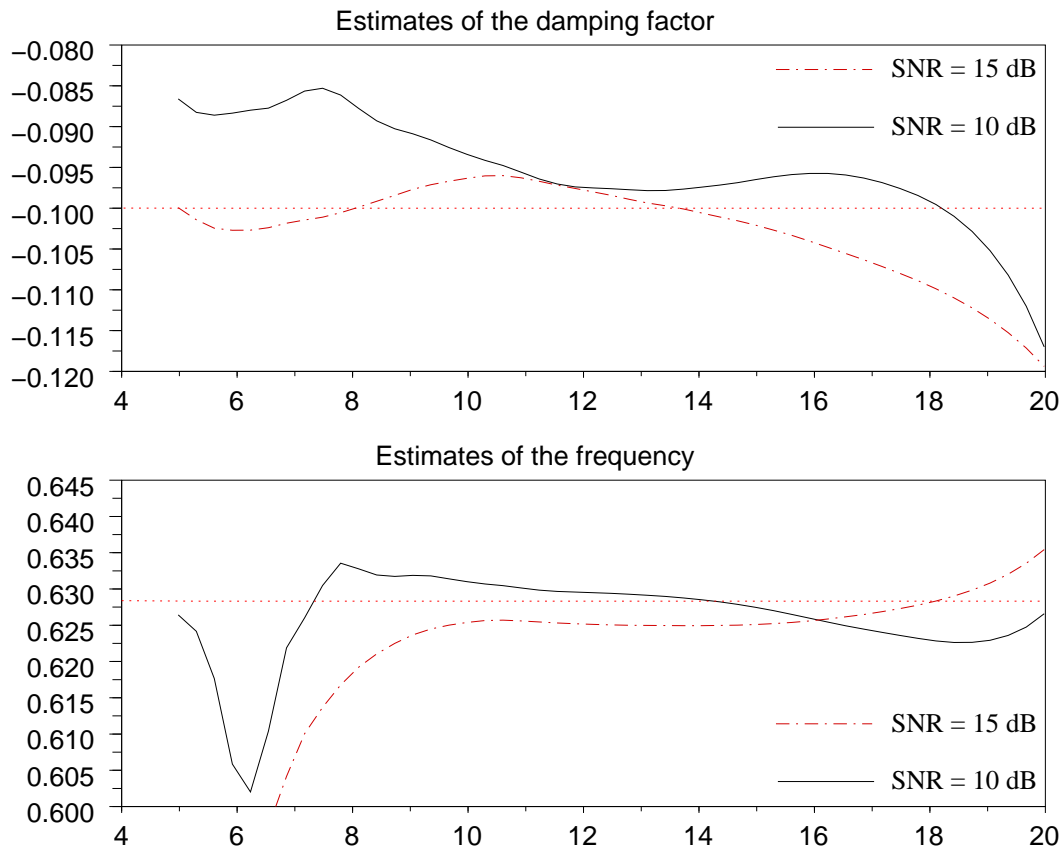 Estimates of the damping factor
−0.080
−0.085
−0.090
−0.095
−0.100
−0.105
−0.110
−0.115
−0.120
SNR = 15 dB
SNR = 10 dB
4 6 8 10 12 14 16 18 20
Estimates of the frequency
0.645
0.640
0.635
0.630
0.625
0.620
0.615
0.610
0.605
0.600
SNR = 15 dB
SNR = 10 dB
4 6 8 10 12 14 16 18 20